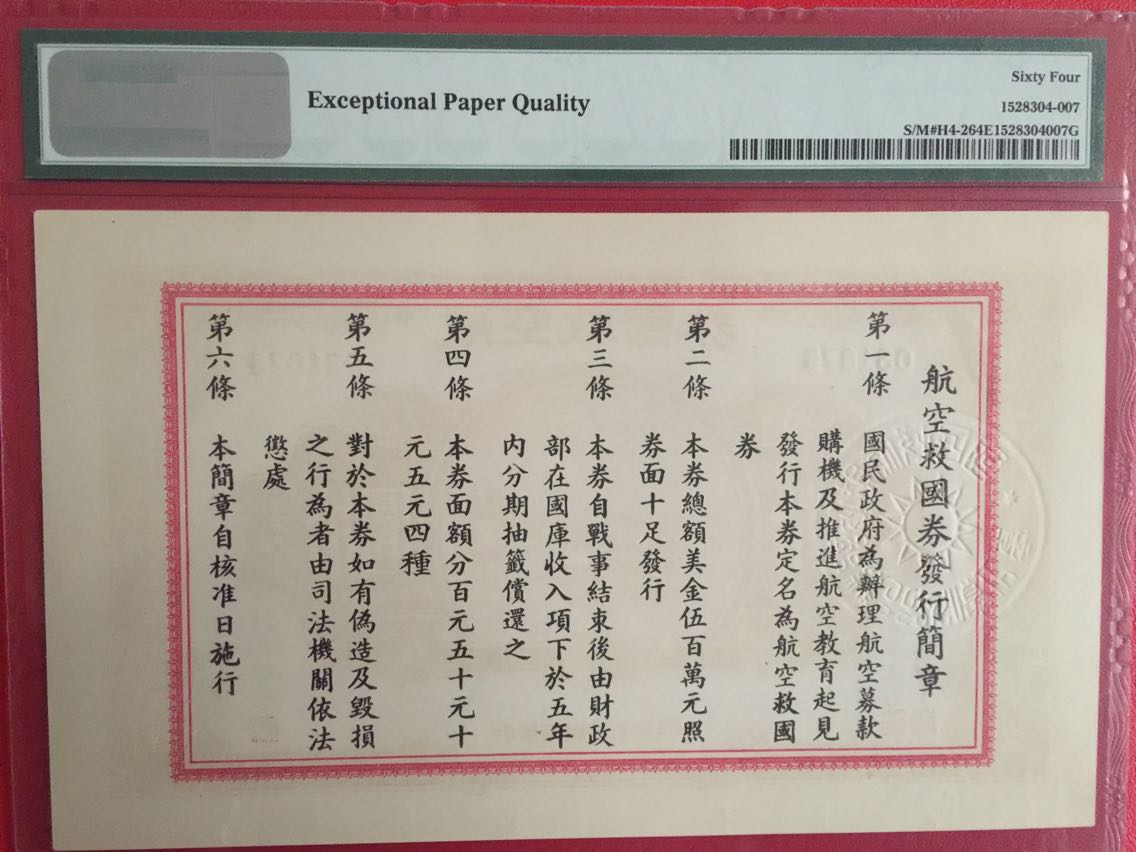 Exceptional Paper Quality
Sixty Four
1528304-007
S/M#H4-264E1528304007G
航空救國券發行簡章
第一條 國民政府為辦理航空募款
購機及推進航空教育起見
發行本券定名為航空救國
券
第二條 本券總額美金伍百萬元照
券面十足發行
第三條 本券自戰事結束後由財政
部在國庫收入項下於五年
內分期抽籤償還之
第四條 本券面額分百元五十元十
元五元四種
第五條 對於本券如有偽造及毀損
之行為者由司法機關依法
懲處
第六條 本簡章自核准日施行